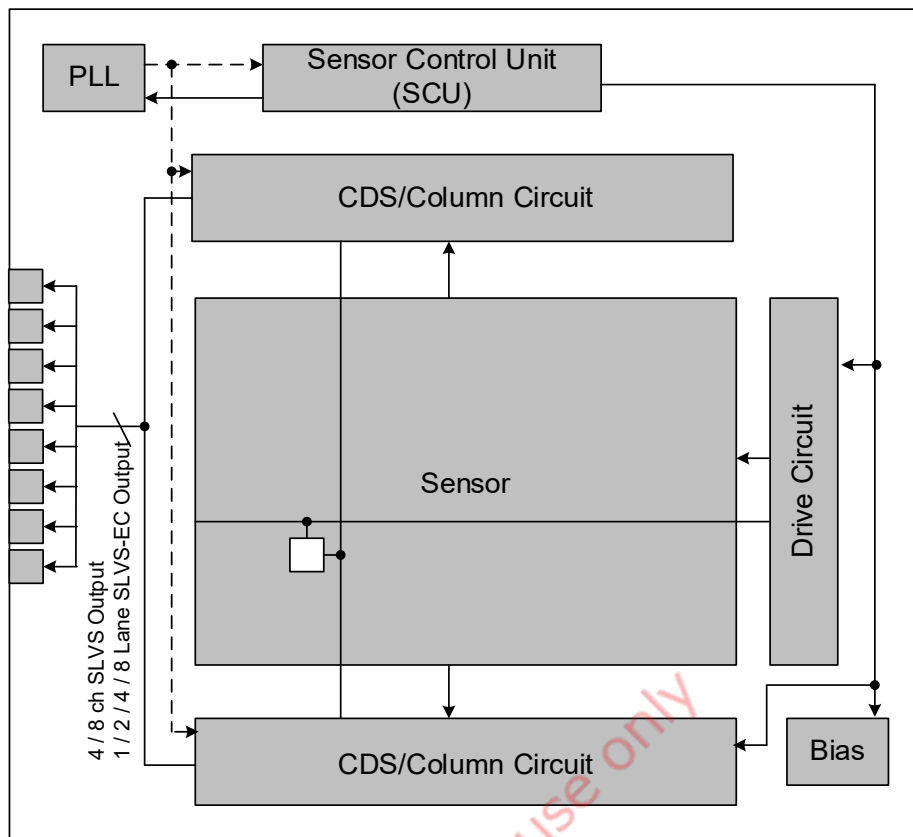 PLL
Sensor Control Unit
(SCU)
CDS/Column Circuit
Sensor
Drive Circuit
4 / 8 ch SLVS Output
1 / 2 / 4 / 8 Lane SLVS-EC Output
CDS/Column Circuit
Bias
use only